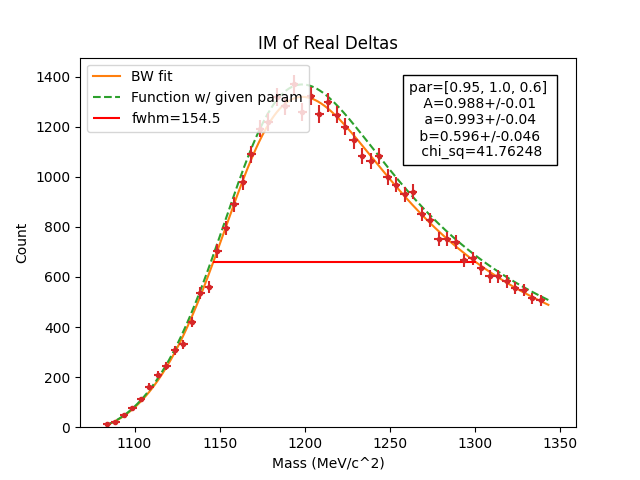 IM of Real Deltas
BW fit
Function w/ given param
fwhm=154.5
par=[0.95, 1.0, 0.6]
A=0.988+/-0.01
a=0.993+/-0.04
b=0.596+/-0.046
chi_sq=41.76248
Count
1400
1200
1000
800
600
400
200
0
1100 1150 1200 1250 1300 1350
Mass (MeV/c^2)